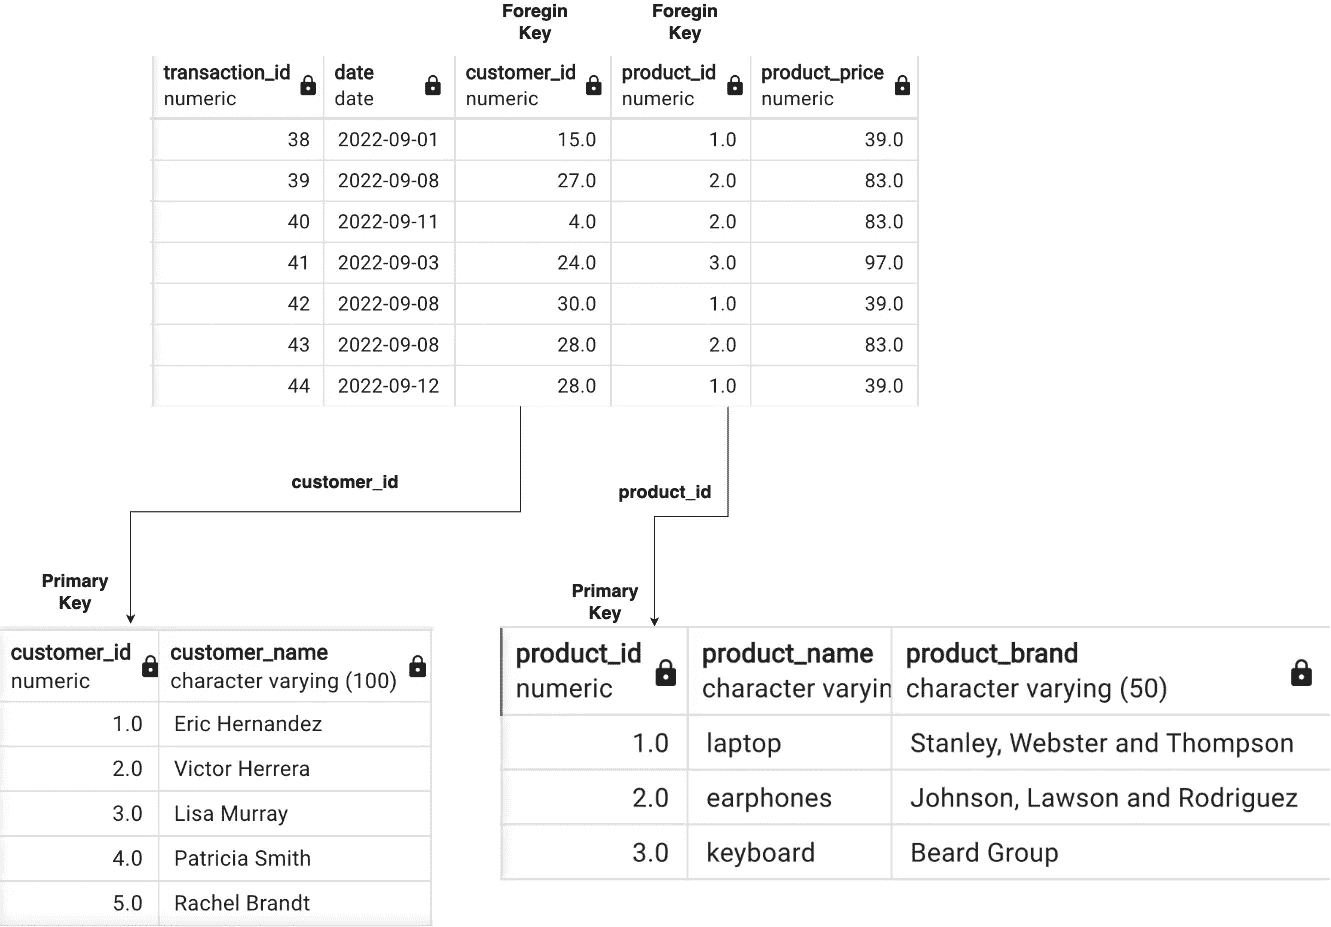 Foregin Key
Foregin Key
transaction_id date customer_id product_id product_price
numeric date numeric numeric numeric
38 2022-09-01 15.0 1.0 39.0
39 2022-09-08 27.0 2.0 83.0
40 2022-09-11 4.0 2.0 83.0
41 2022-09-03 24.0 3.0 97.0
42 2022-09-08 30.0 1.0 39.0
43 2022-09-08 28.0 2.0 83.0
44 2022-09-12 28.0 1.0 39.0
customer_id
product_id
Primary
Key
customer_id customer_name
numeric character varying (100)
1.0 Eric Hernandez
2.0 Victor Herrera
3.0 Lisa Murray
4.0 Patricia Smith
5.0 Rachel Brandt
Primary
Key
product_id product_name product_brand
numeric character varyin character varying (50)
1.0 laptop Stanley, Webster and Thompson
2.0 earphones Johnson, Lawson and Rodriguez
3.0 keyboard Beard Group